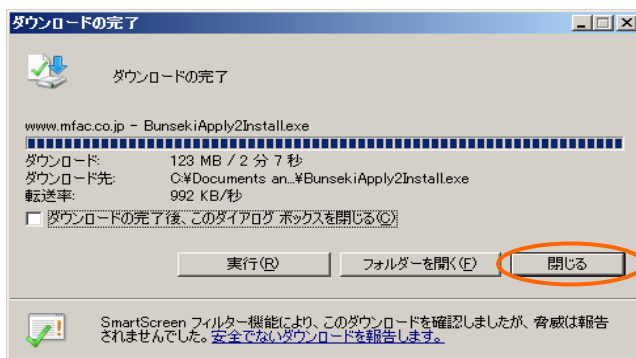 ダウンロードの完了
ダウンロードの完了
www.mfac.co.jp － BunsekiApply2Install.exe
ダウンロード: 123 MB / 2 分 7 秒
ダウンロード先: C:¥Documents an...¥BunsekiApply2Install.exe
転送率: 992 KB/秒
ダウンロードの完了後、このダイアログ ボックスを閉じる(C)
実行(R) フォルダーを開く(F) 閉じる
SmartScreen フィルター機能により、このダウンロードを確認しましたが、脅威は報告
されませんでした。安全でないダウンロードを報告します。